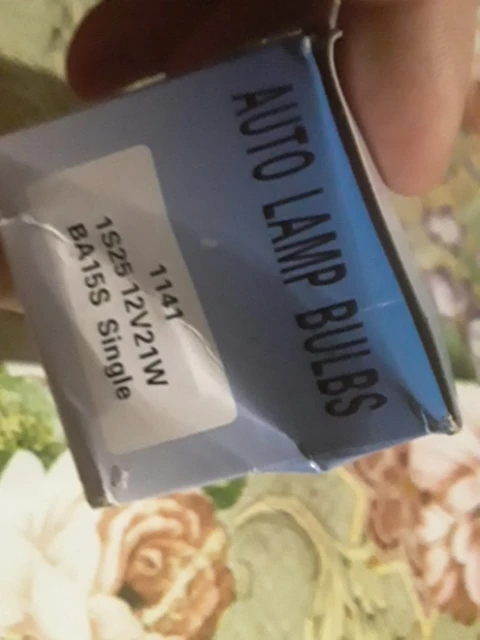 AUTO LAMP BULBS
1141
1S25 12V21W
BA15S Single